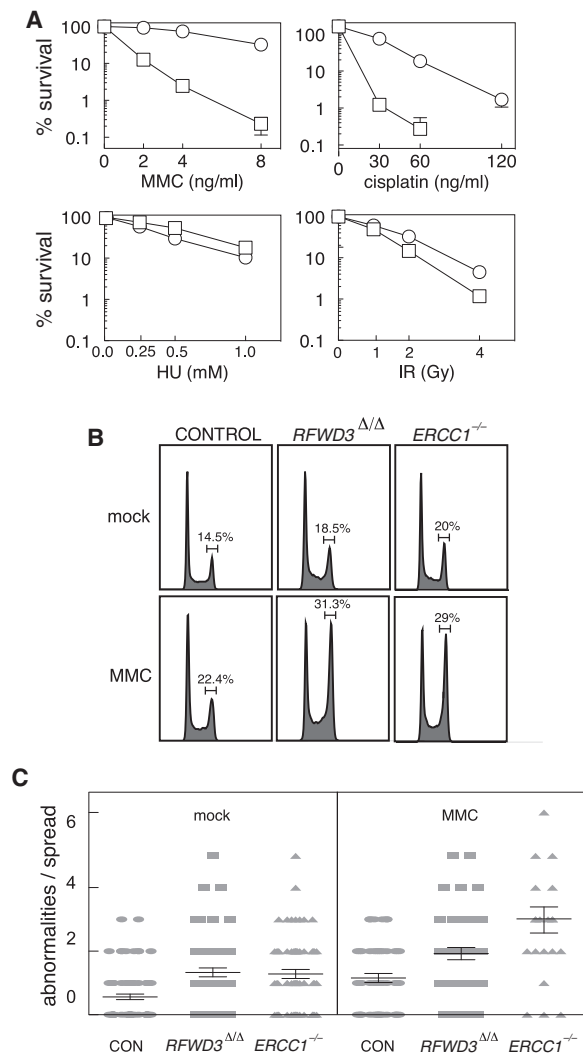 A
% survival
100
10
1
0.1
0 2 4 8
MMC (ng/ml)
100
10
1
0.1
0 30 60 120
cisplatin (ng/ml)
% survival
100
10
1
0.1
0.0 0.25 0.5 1.0
HU (mM)
100
10
1
0.1
0 1 2 4
IR (Gy)
B
CONTROL RFWD3 Δ/Δ ERCC1 -/-
mock
14.5% 18.5% 20%
MMC
22.4% 31.3% 29%
C
abnormalities / spread
6
4
2
0
mock MMC
CON RFWD3 Δ/Δ ERCC1 -/- CON RFWD3 Δ/Δ ERCC1 -/-